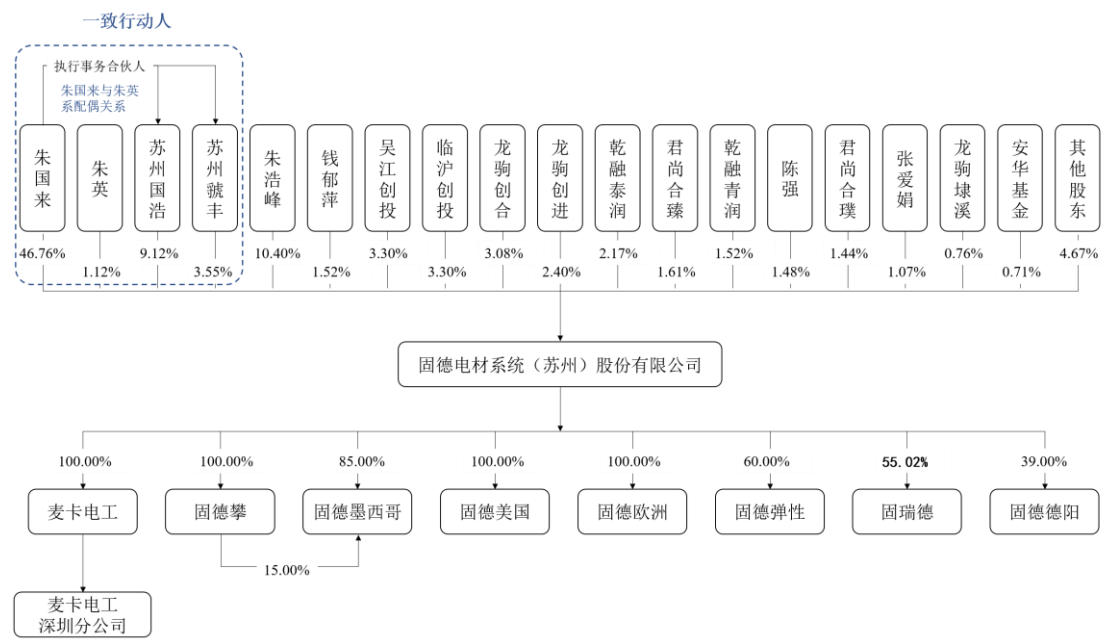 一致行动人
执行事务合伙人
朱国来与朱英
系配偶关系
朱国来
朱英
苏州国浩
苏州虢丰
朱浩峰
钱郁萍
吴江创投
临沪创投
龙驹创合
龙驹创进
乾融泰润
君尚合臻
乾融青润
陈强
君尚合璞
张爱娟
龙驹埭溪
安华基金
其他股东
46.76%
1.12%
9.12%
3.55%
10.40%
1.52%
3.30%
3.30%
3.08%
2.40%
2.17%
1.61%
1.52%
1.48%
1.44%
1.07%
0.76%
0.71%
4.67%
固德电材系统（苏州）股份有限公司
100.00%
100.00%
85.00%
100.00%
100.00%
60.00%
55.02%
39.00%
麦卡电工
固德攀
固德墨西哥
固德美国
固德欧洲
固德弹性
固瑞德
固德德阳
15.00%
麦卡电工
深圳分公司